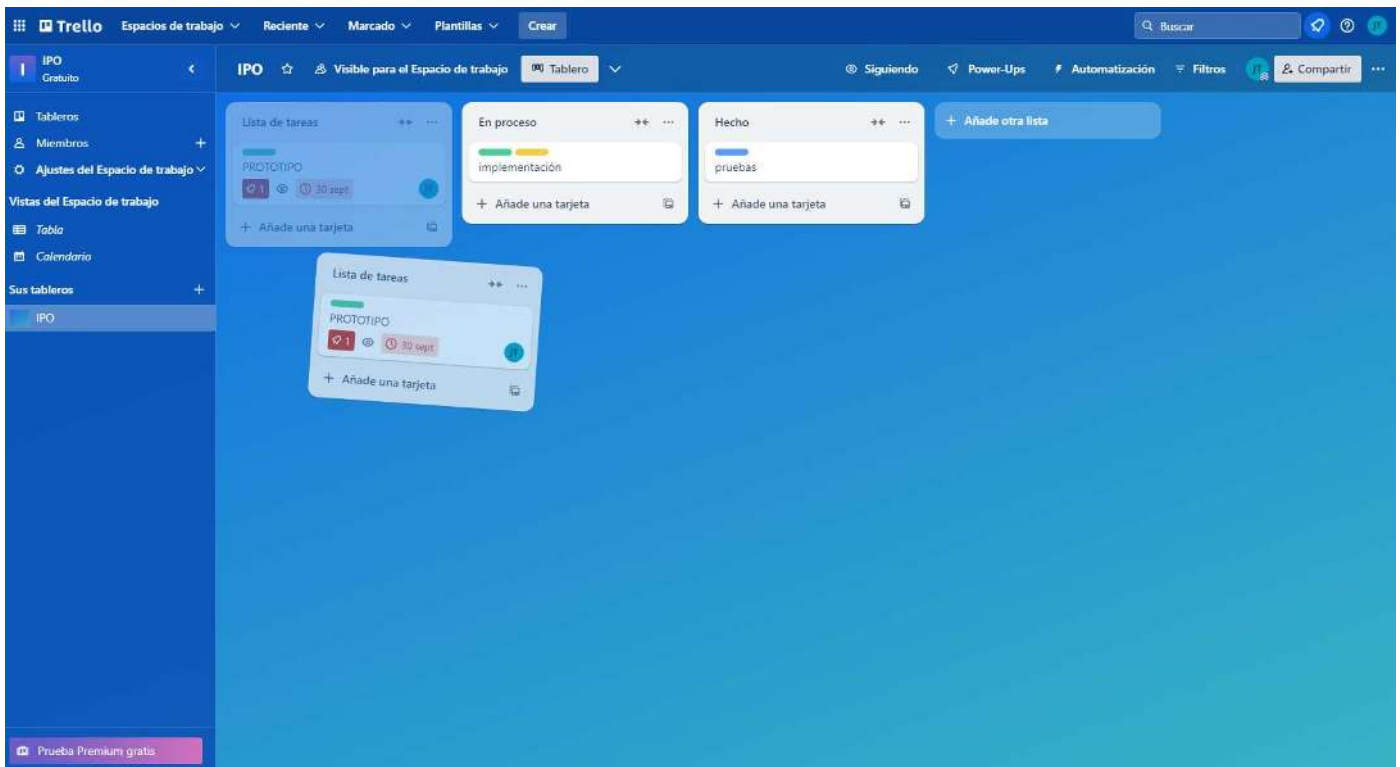 Trello Espacios de trabajo Reciente Marcado Plantillas Crear Buscar JT
I IPO
Gratuito
IPO Visible para el Espacio de trabajo Tablero Siguiendo Power-Ups Automatización Filtros JT Compartir
Tableros
Miembros
Ajustes del Espacio de trabajo
Vistas del Espacio de trabajo
Tabla
Calendario
Sus tableros
IPO
Prueba Premium gratis
Lista de tareas
PROTOTIPO
1 30 sept. JT
+ Añade una tarjeta
En proceso
implementación
+ Añade una tarjeta
Hecho
pruebas
+ Añade una tarjeta
+ Añade otra lista
Lista de tareas
PROTOTIPO
1 30 sept. JT
+ Añade una tarjeta